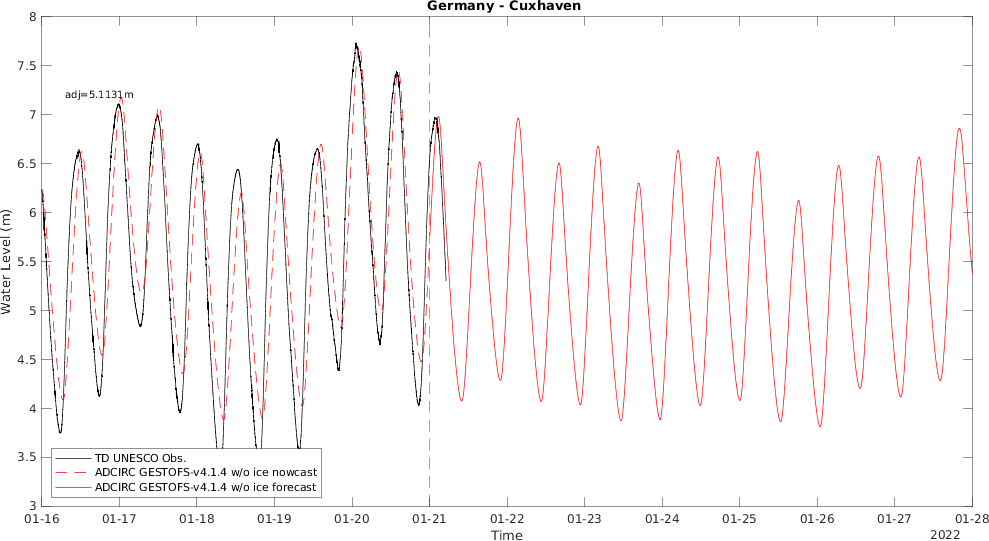 Germany - Cuxhaven
8
7.5
7
6.5
6
5.5
5
4.5
4
3.5
3
Water Level (m)
adj=5.1131m
TD UNESCO Obs.
ADCIRC GESTOFS-v4.1.4 w/o ice nowcast
ADCIRC GESTOFS-v4.1.4 w/o ice forecast
01-16 01-17 01-18 01-19 01-20 01-21 01-22 01-23 01-24 01-25 01-26 01-27 01-28
Time
2022